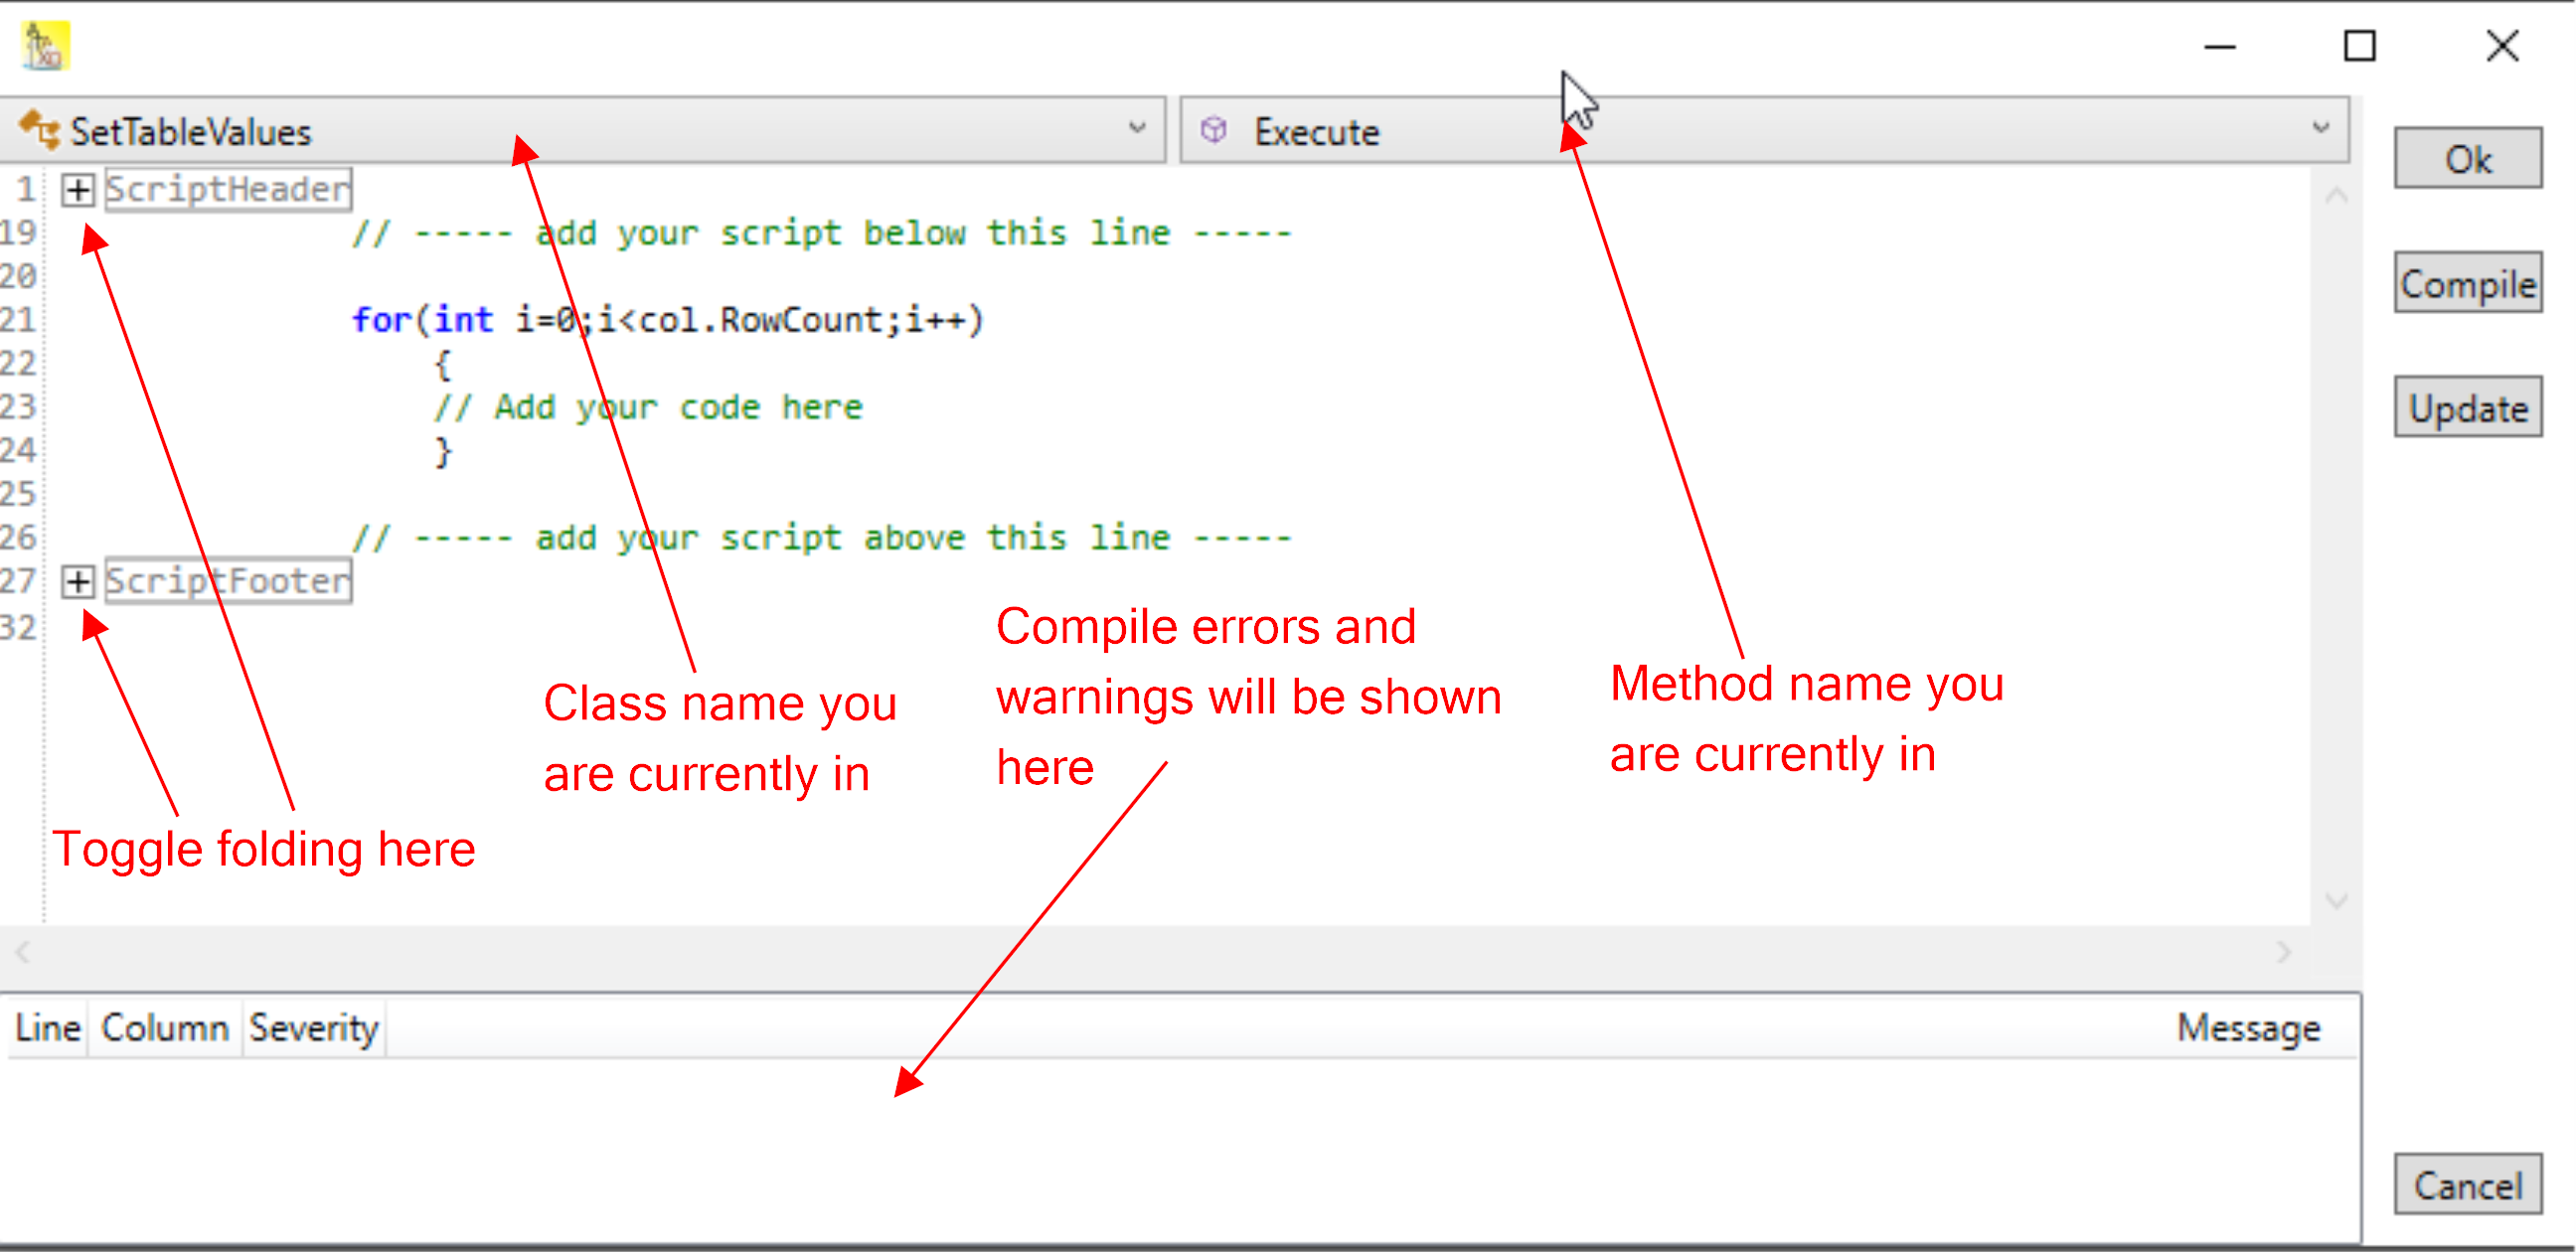 SetTableValues
Execute
Ok
1 + ScriptHeader
19 // ----- add your script below this line -----
20
Compile
21 for(int i=0;i<col.RowCount;i++)
22 {
23 // Add your code here
Update
24 }
25
26 // ----- add your script above this line -----
27 + ScriptFooter
32
Class name you
are currently in
Compile errors and
warnings will be shown
here
Method name you
are currently in
Toggle folding here
Line Column Severity Message
Cancel